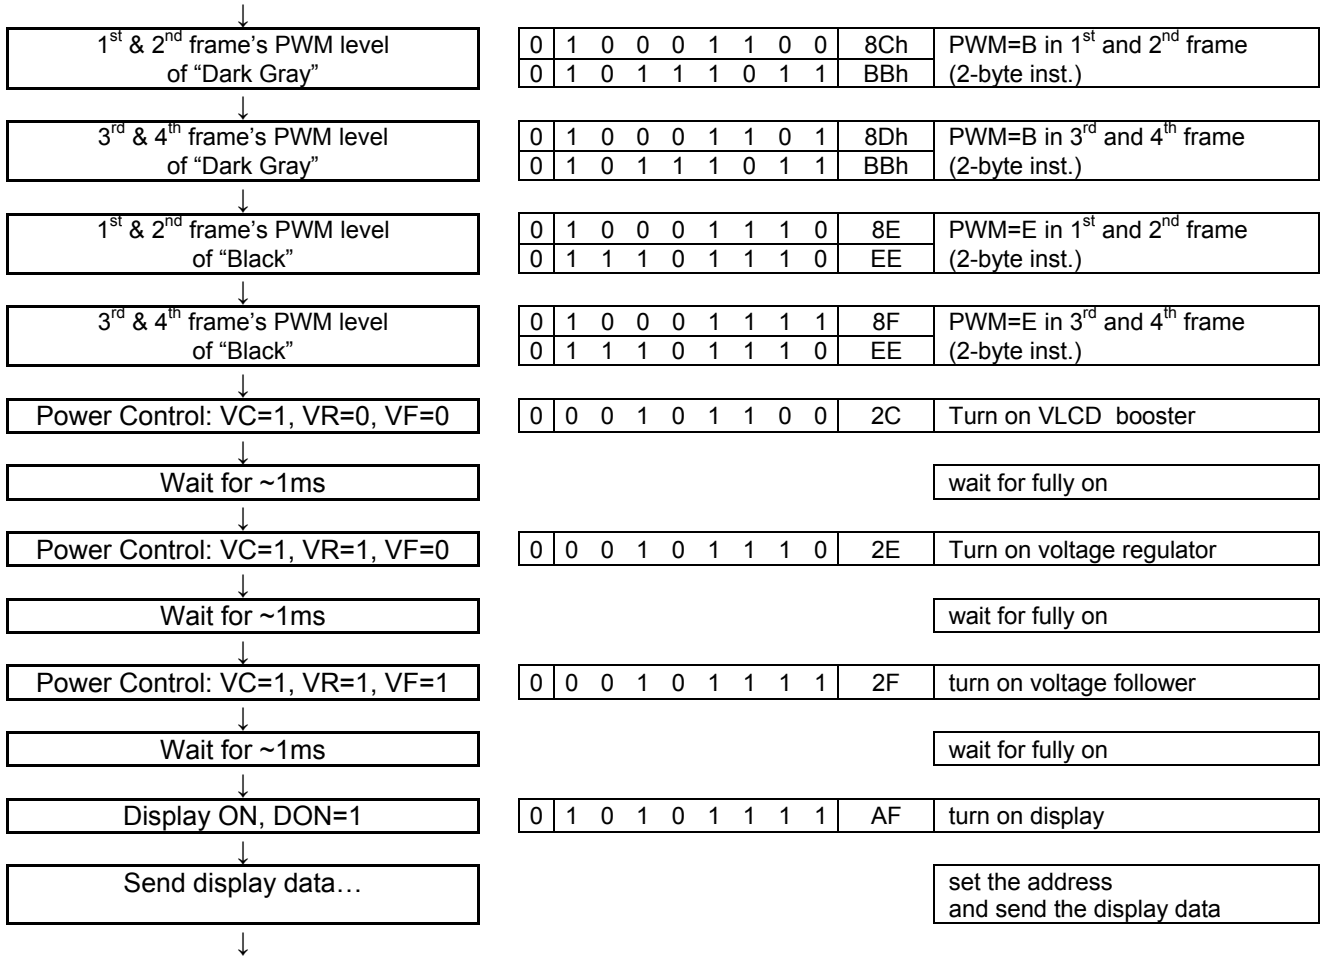 ↓
1st & 2nd frame's PWM level
of “Dark Gray”
0 1 0 0 0 1 1 0 0 8Ch PWM=B in 1st and 2nd frame
0 1 0 1 1 1 0 1 1 BBh (2-byte inst.)
↓
3rd & 4th frame's PWM level
of “Dark Gray”
0 1 0 0 0 1 1 0 1 8Dh PWM=B in 3rd and 4th frame
0 1 0 1 1 1 0 1 1 BBh (2-byte inst.)
↓
1st & 2nd frame's PWM level
of “Black”
0 1 0 0 0 1 1 1 0 8E PWM=E in 1st and 2nd frame
0 1 1 1 0 1 1 1 0 EE (2-byte inst.)
↓
3rd & 4th frame's PWM level
of “Black”
0 1 0 0 0 1 1 1 1 8F PWM=E in 3rd and 4th frame
0 1 1 1 0 1 1 1 0 EE (2-byte inst.)
↓
Power Control: VC=1, VR=0, VF=0 0 0 0 1 0 1 1 0 0 2C Turn on VLCD booster
↓
Wait for ~1ms wait for fully on
↓
Power Control: VC=1, VR=1, VF=0 0 0 0 1 0 1 1 1 0 2E Turn on voltage regulator
↓
Wait for ~1ms wait for fully on
↓
Power Control: VC=1, VR=1, VF=1 0 0 0 1 0 1 1 1 1 2F turn on voltage follower
↓
Wait for ~1ms wait for fully on
↓
Display ON, DON=1 0 1 0 1 0 1 1 1 1 AF turn on display
↓
Send display data… set the address
and send the display data
↓